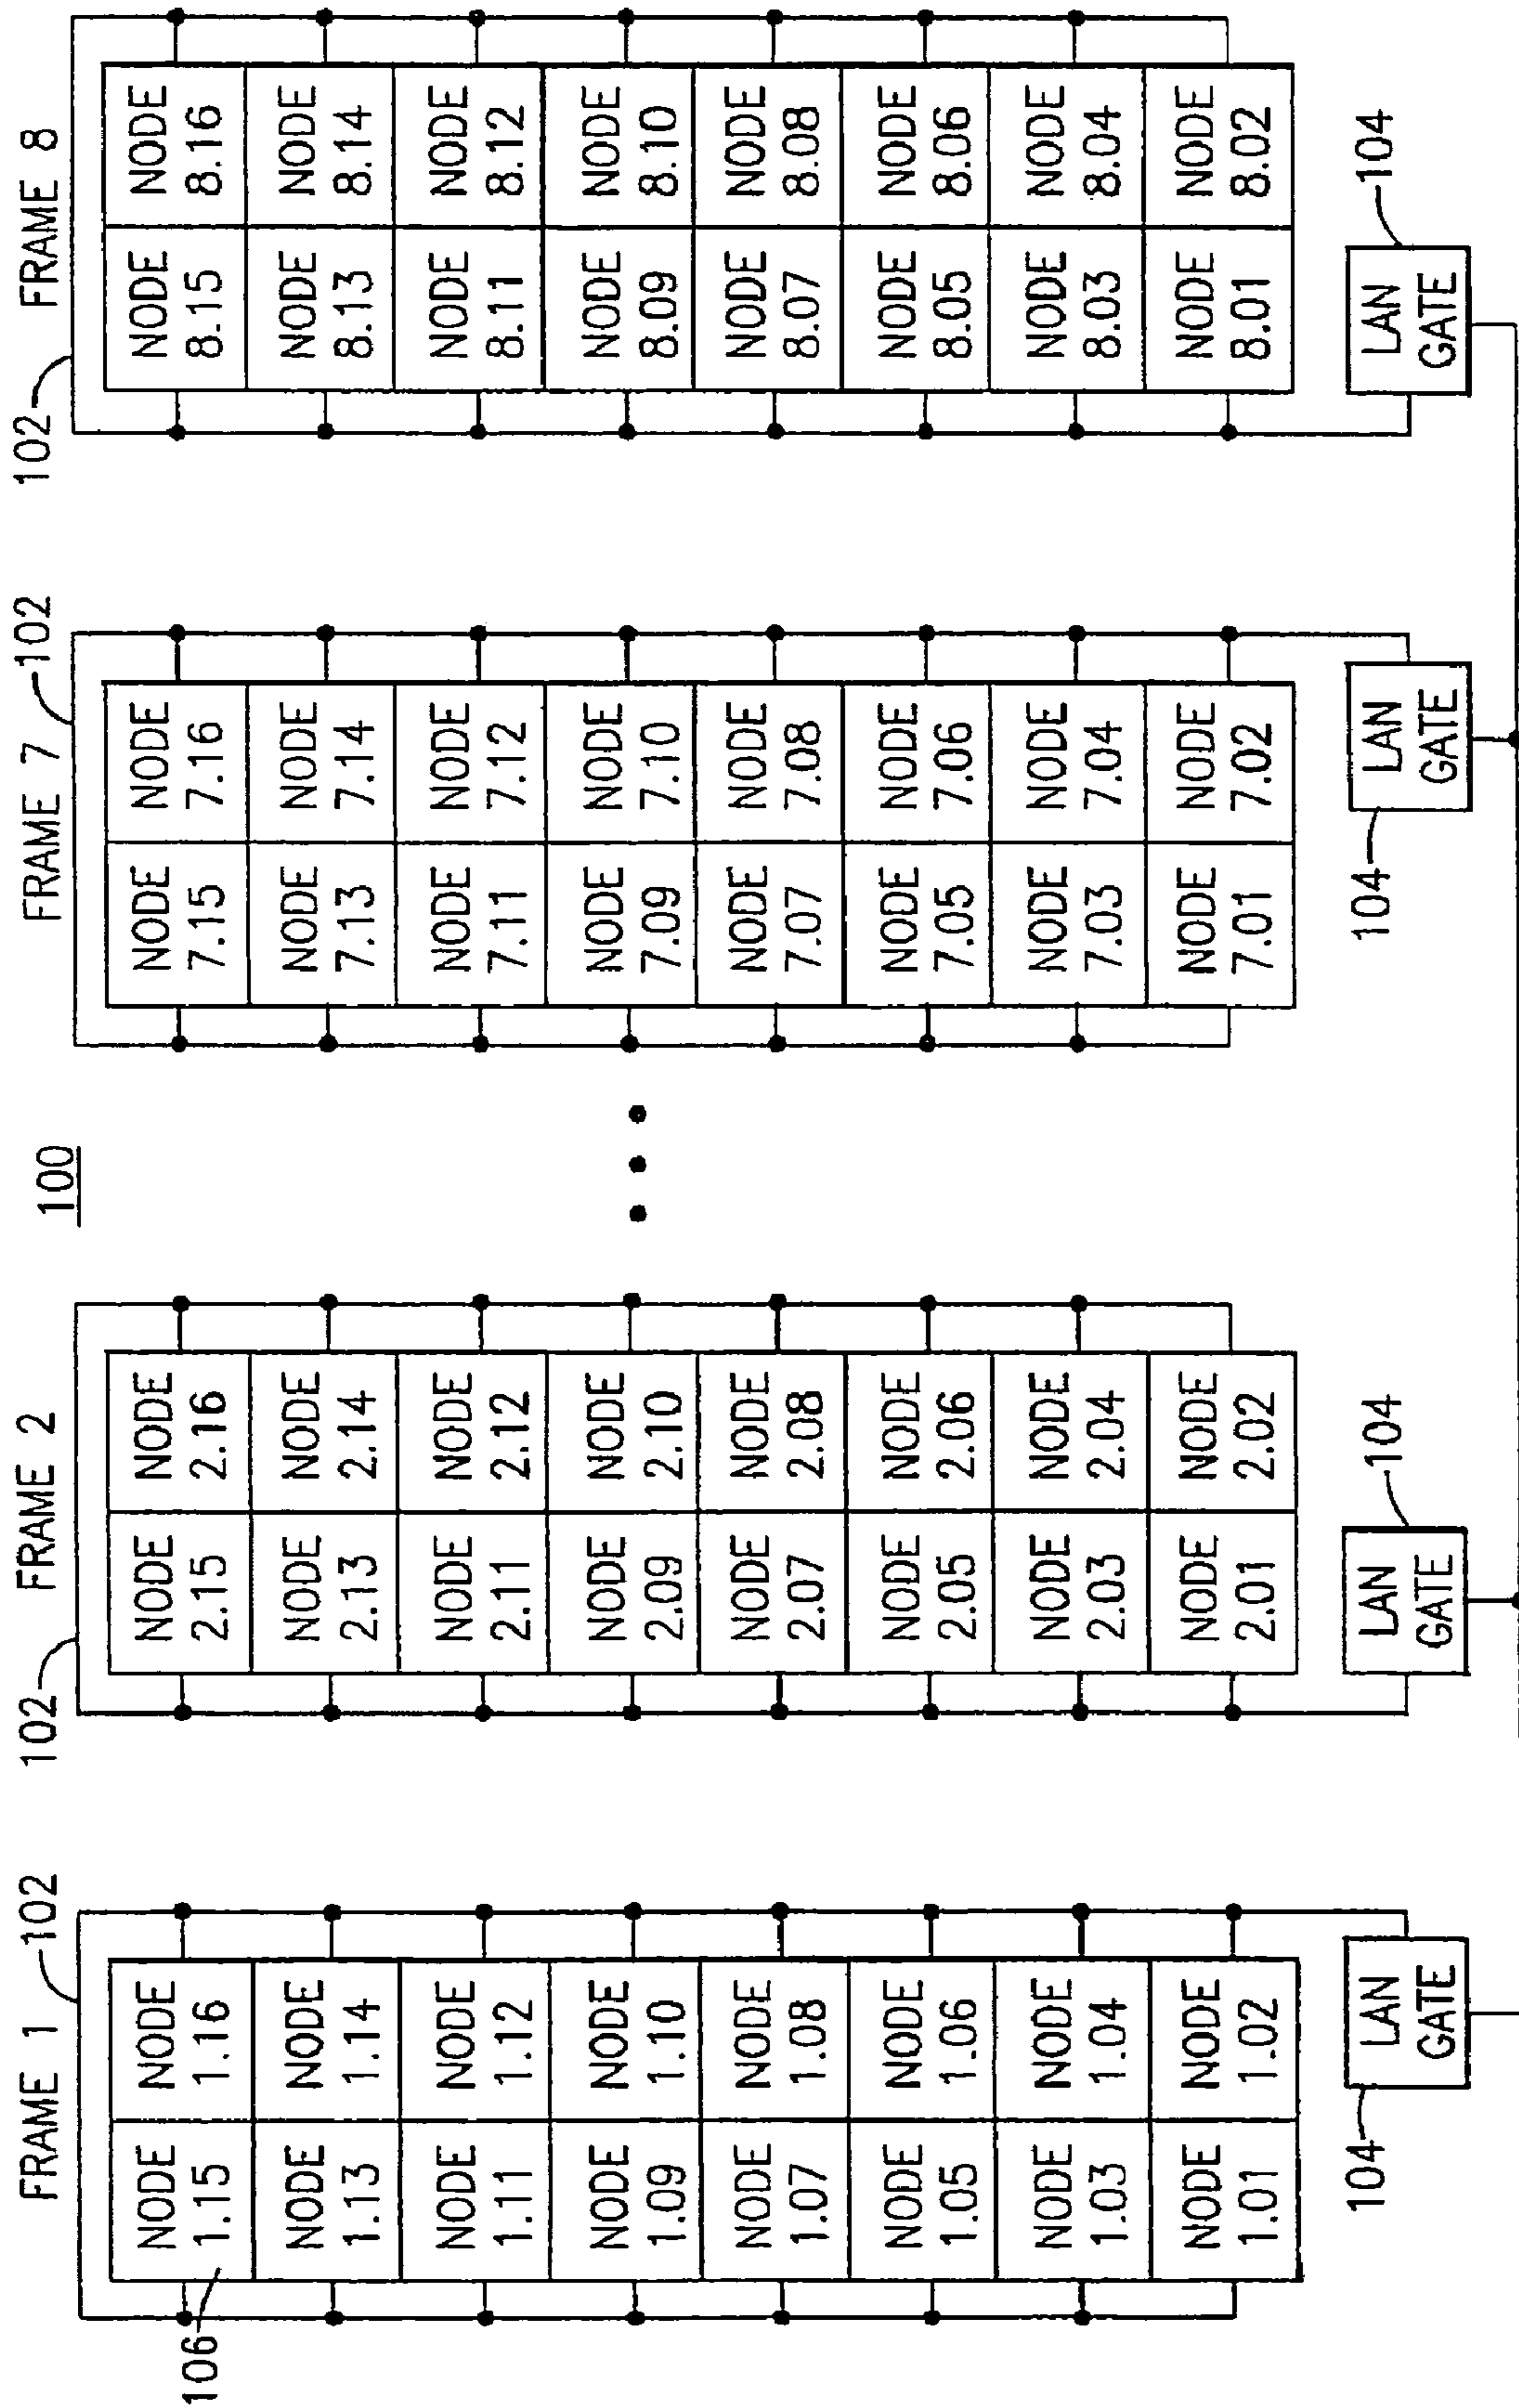 100
FRAME 1
102
NODE
1.15
NODE
1.16
NODE
1.13
NODE
1.14
NODE
1.11
NODE
1.12
NODE
1.09
NODE
1.10
NODE
1.07
NODE
1.08
NODE
1.05
NODE
1.06
NODE
1.03
NODE
1.04
NODE
1.01
NODE
1.02
106
104
LAN
GATE
102
FRAME 2
NODE
2.15
NODE
2.16
NODE
2.13
NODE
2.14
NODE
2.11
NODE
2.12
NODE
2.09
NODE
2.10
NODE
2.07
NODE
2.08
NODE
2.05
NODE
2.06
NODE
2.03
NODE
2.04
NODE
2.01
NODE
2.02
LAN
GATE
104
FRAME 7
102
NODE
7.15
NODE
7.16
NODE
7.13
NODE
7.14
NODE
7.11
NODE
7.12
NODE
7.09
NODE
7.10
NODE
7.07
NODE
7.08
NODE
7.05
NODE
7.06
NODE
7.03
NODE
7.04
NODE
7.01
NODE
7.02
104
LAN
GATE
102
FRAME 8
NODE
8.15
NODE
8.16
NODE
8.13
NODE
8.14
NODE
8.11
NODE
8.12
NODE
8.09
NODE
8.10
NODE
8.07
NODE
8.08
NODE
8.05
NODE
8.06
NODE
8.03
NODE
8.04
NODE
8.01
NODE
8.02
LAN
GATE
104